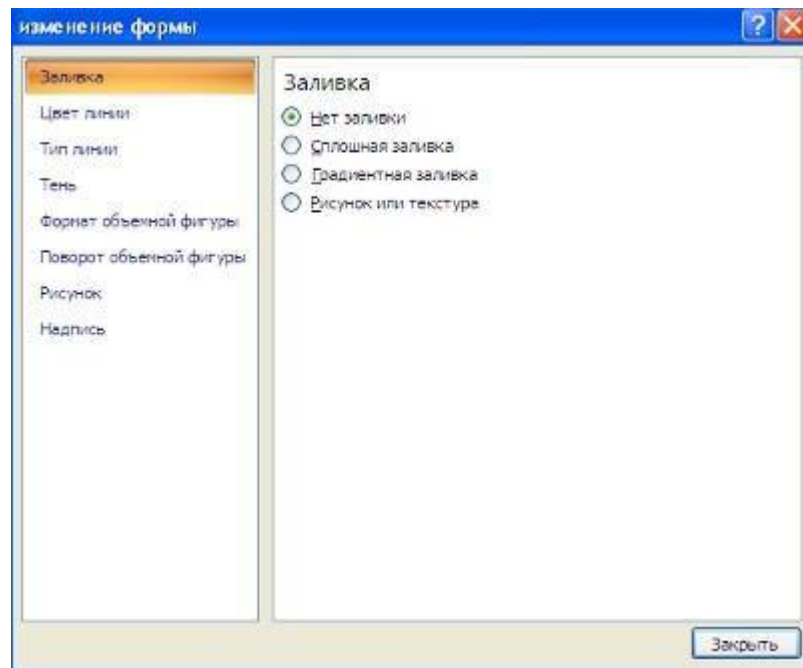 изменение формы
Заливка
Цвет линии
Тип линии
Тень
Формат объемной фигуры
Поворот объемной фигуры
Рисунок
Надпись
Заливка
Нет заливки
Сплошная заливка
Градиентная заливка
Рисунок или текстура
Закрыть